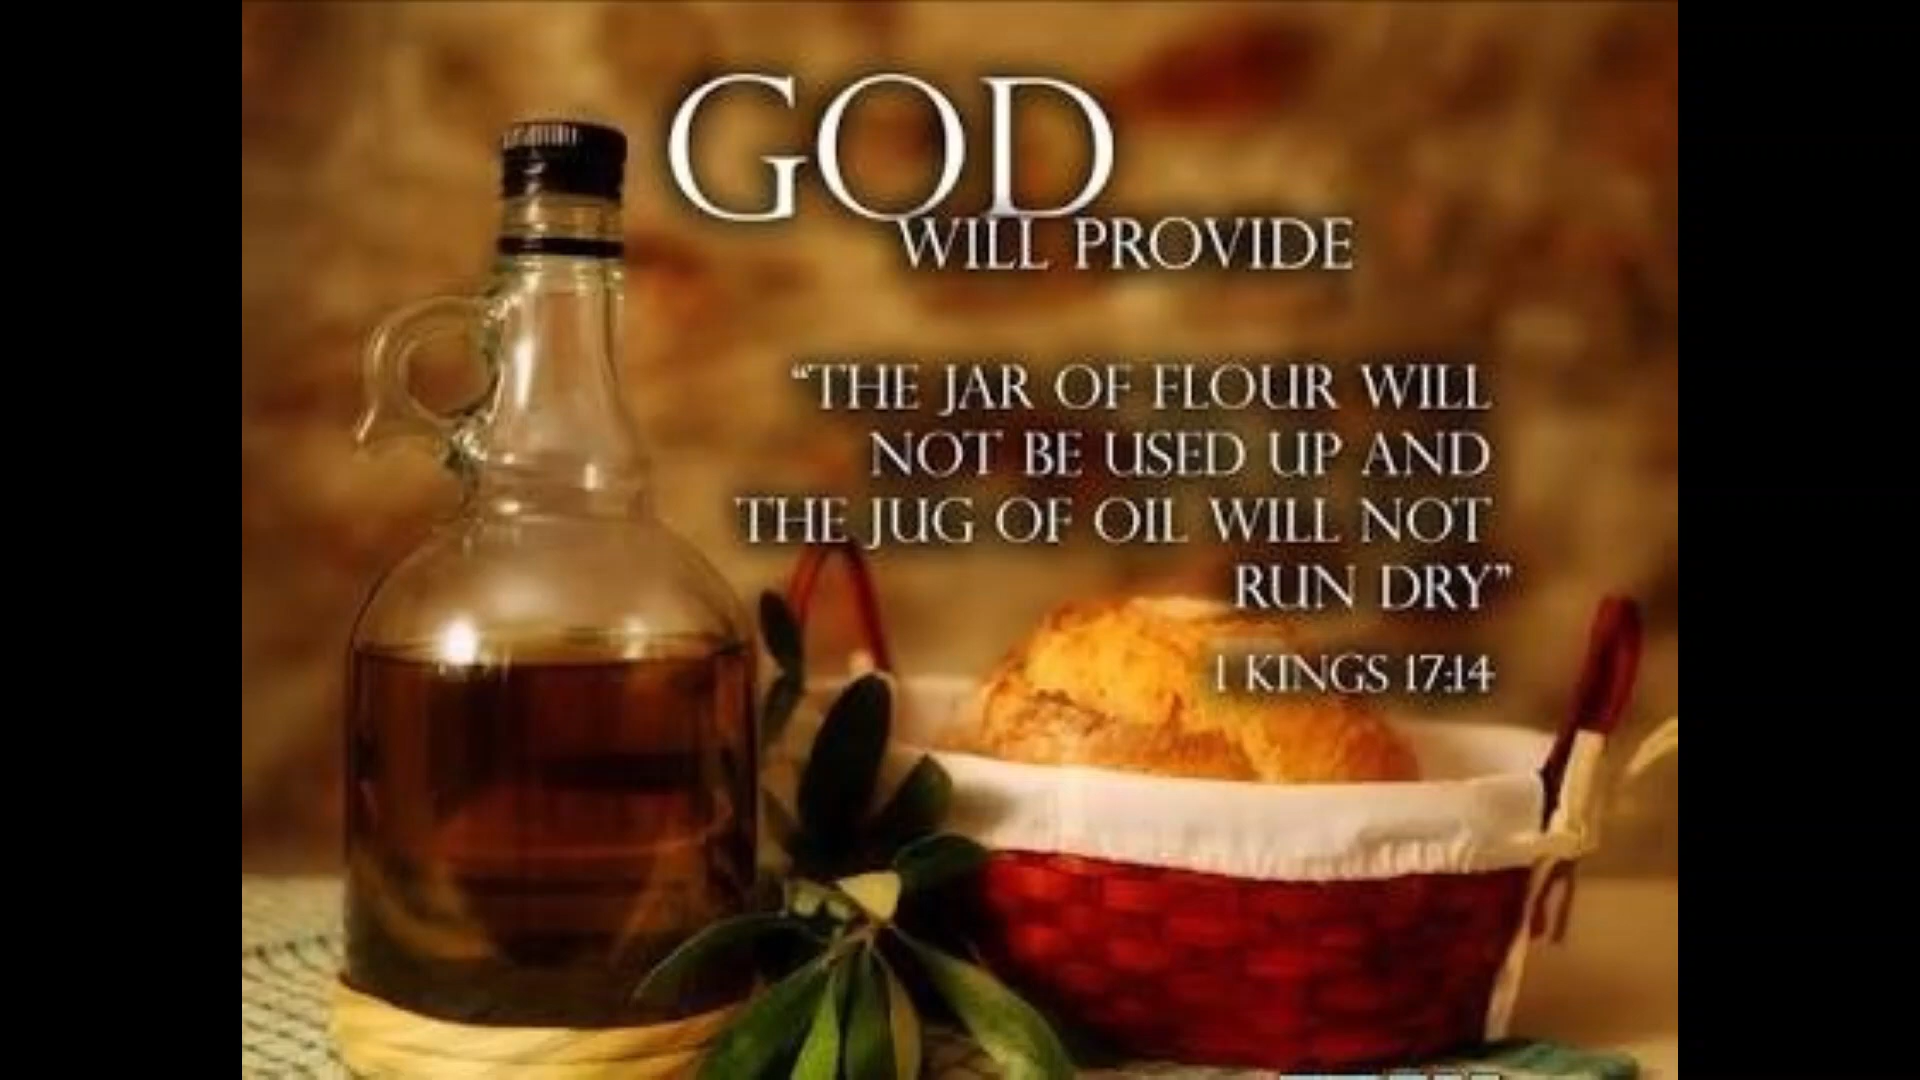 GOD
WILL PROVIDE
“THE JAR OF FLOUR WILL
NOT BE USED UP AND
THE JUG OF OIL WILL NOT
RUN DRY”
1 KINGS 17:14